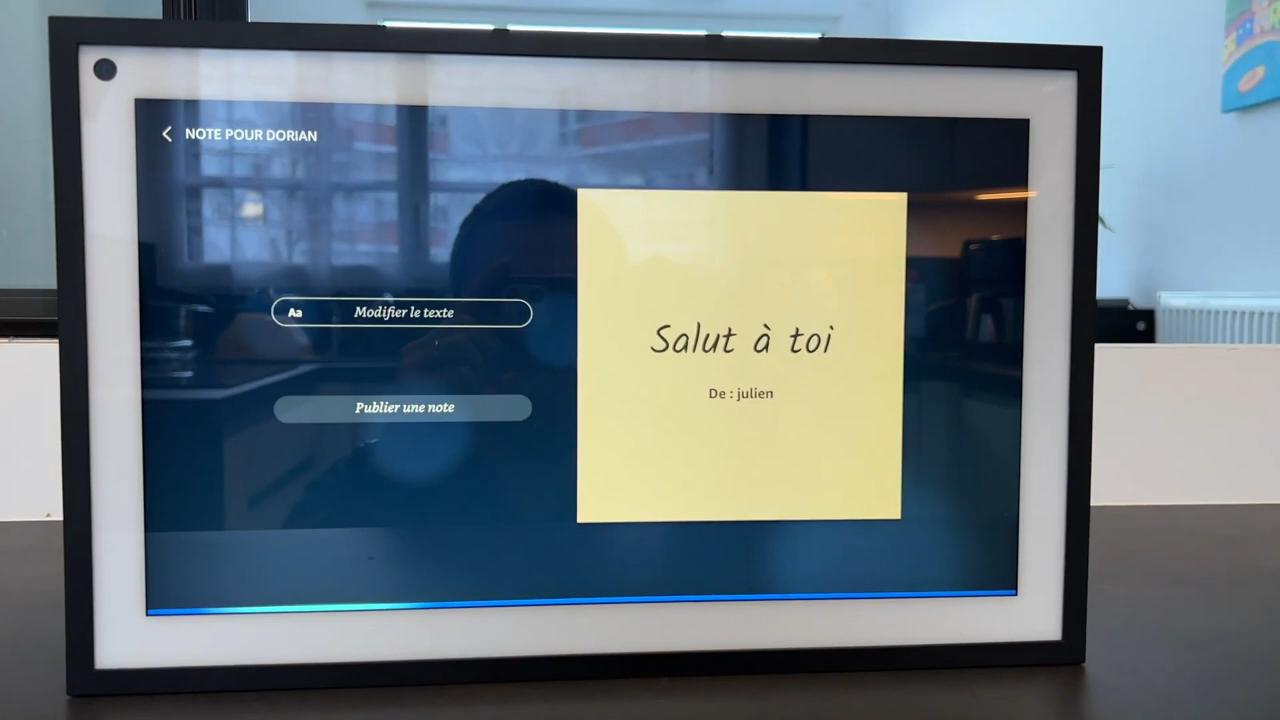 NOTE POUR DORIAN
Aa Modifier le texte
Publier une note
Salut à toi
De : julien